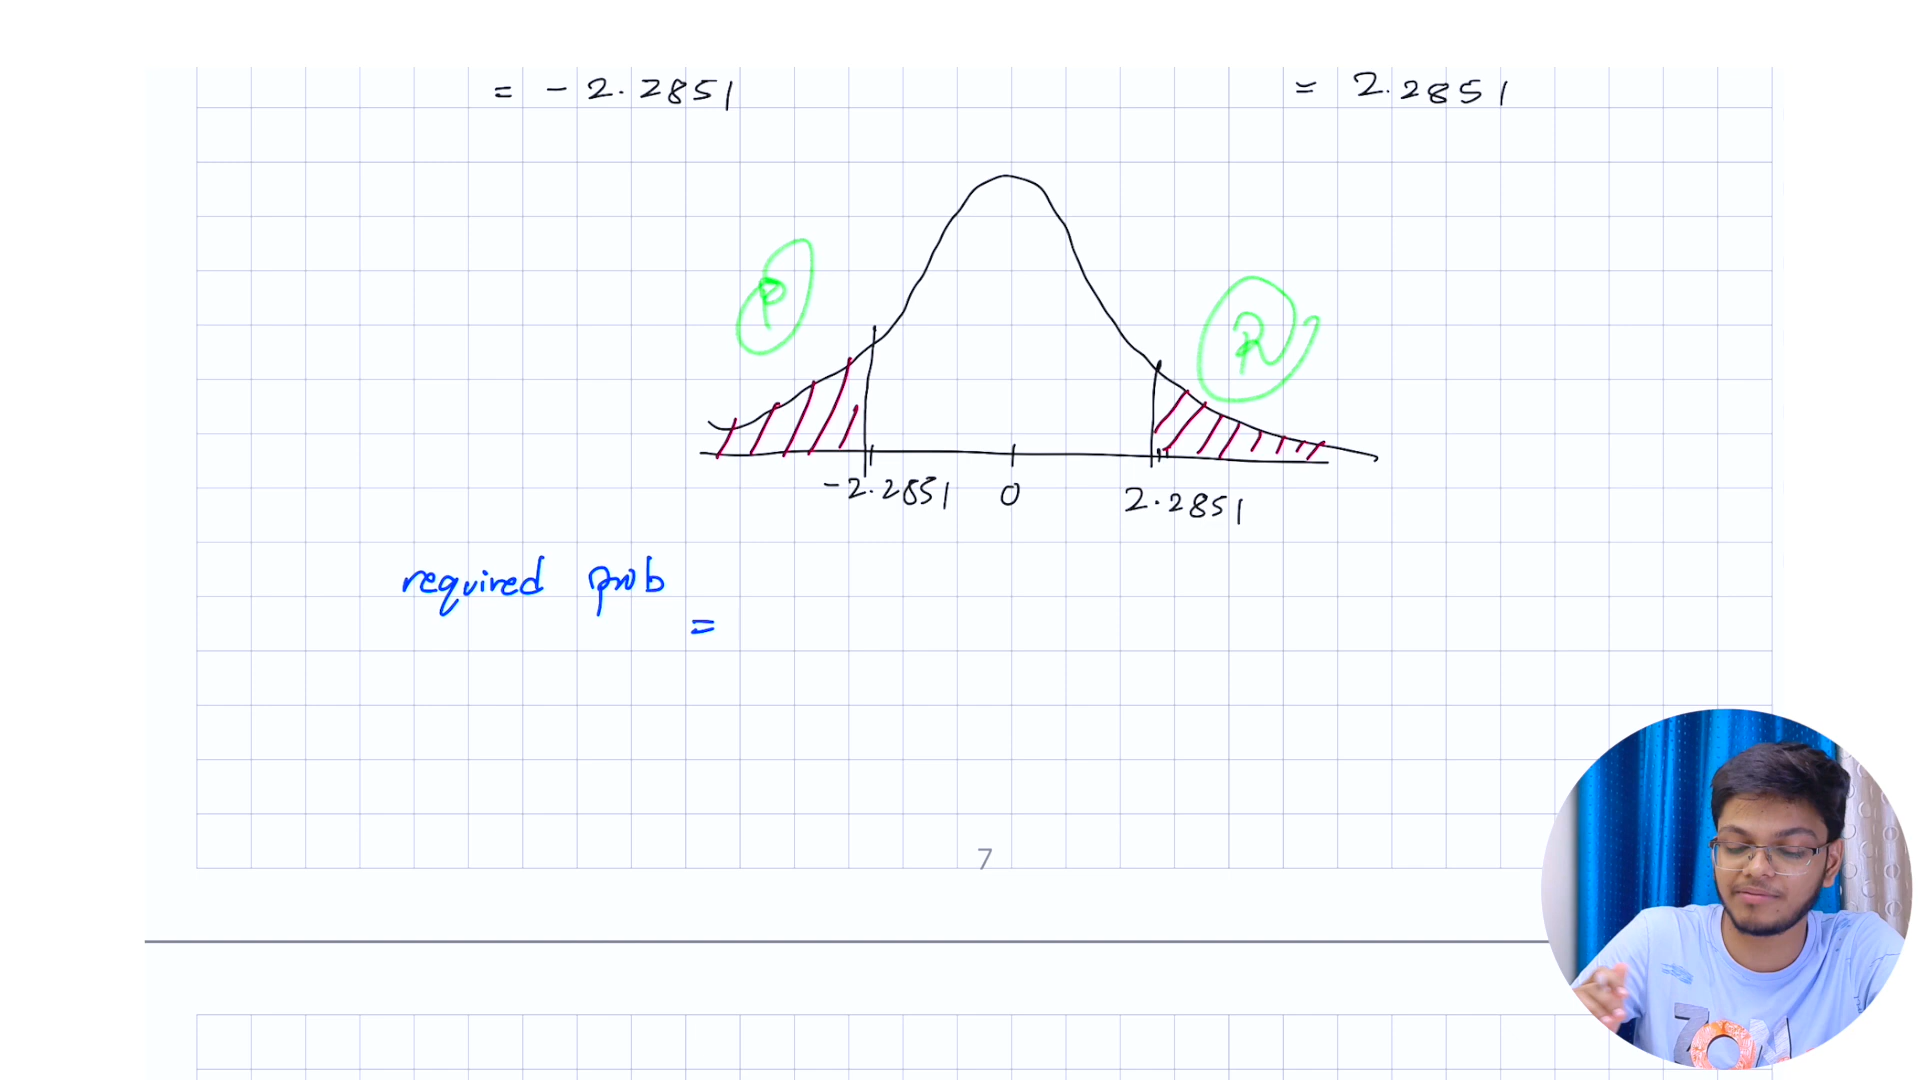 = - 2.2851
= 2.2851
P
R
-2.2851 0 2.2851
required prob
=
7